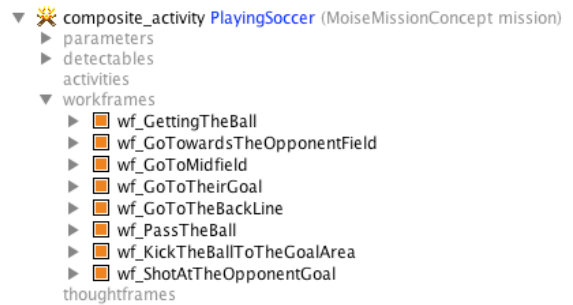 composite_activity PlayingSoccer (MoiseMissionConcept mission)
parameters
detectables
activities
workframes
wf_GettingTheBall
wf_GoTowardsTheOpponentField
wf_GoToMidfield
wf_GoToTheirGoal
wf_GoToTheBackLine
wf_PassTheBall
wf_KickTheBallToTheGoalArea
wf_ShotAtTheOpponentGoal
thoughtframes